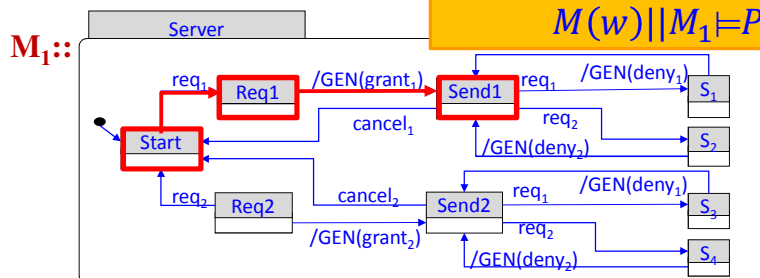 Server
M(w)||M₁⊨P
M₁::
req₁
/GEN(grant₁)
/GEN(deny₁)
Req1
Send1
req₁
S₁
cancel₁
req₂
Start
S₂
/GEN(deny₂)
req₂
cancel₂
/GEN(deny₁)
Req2
Send2
req₁
S₃
/GEN(grant₂)
req₂
/GEN(deny₂)
S₄